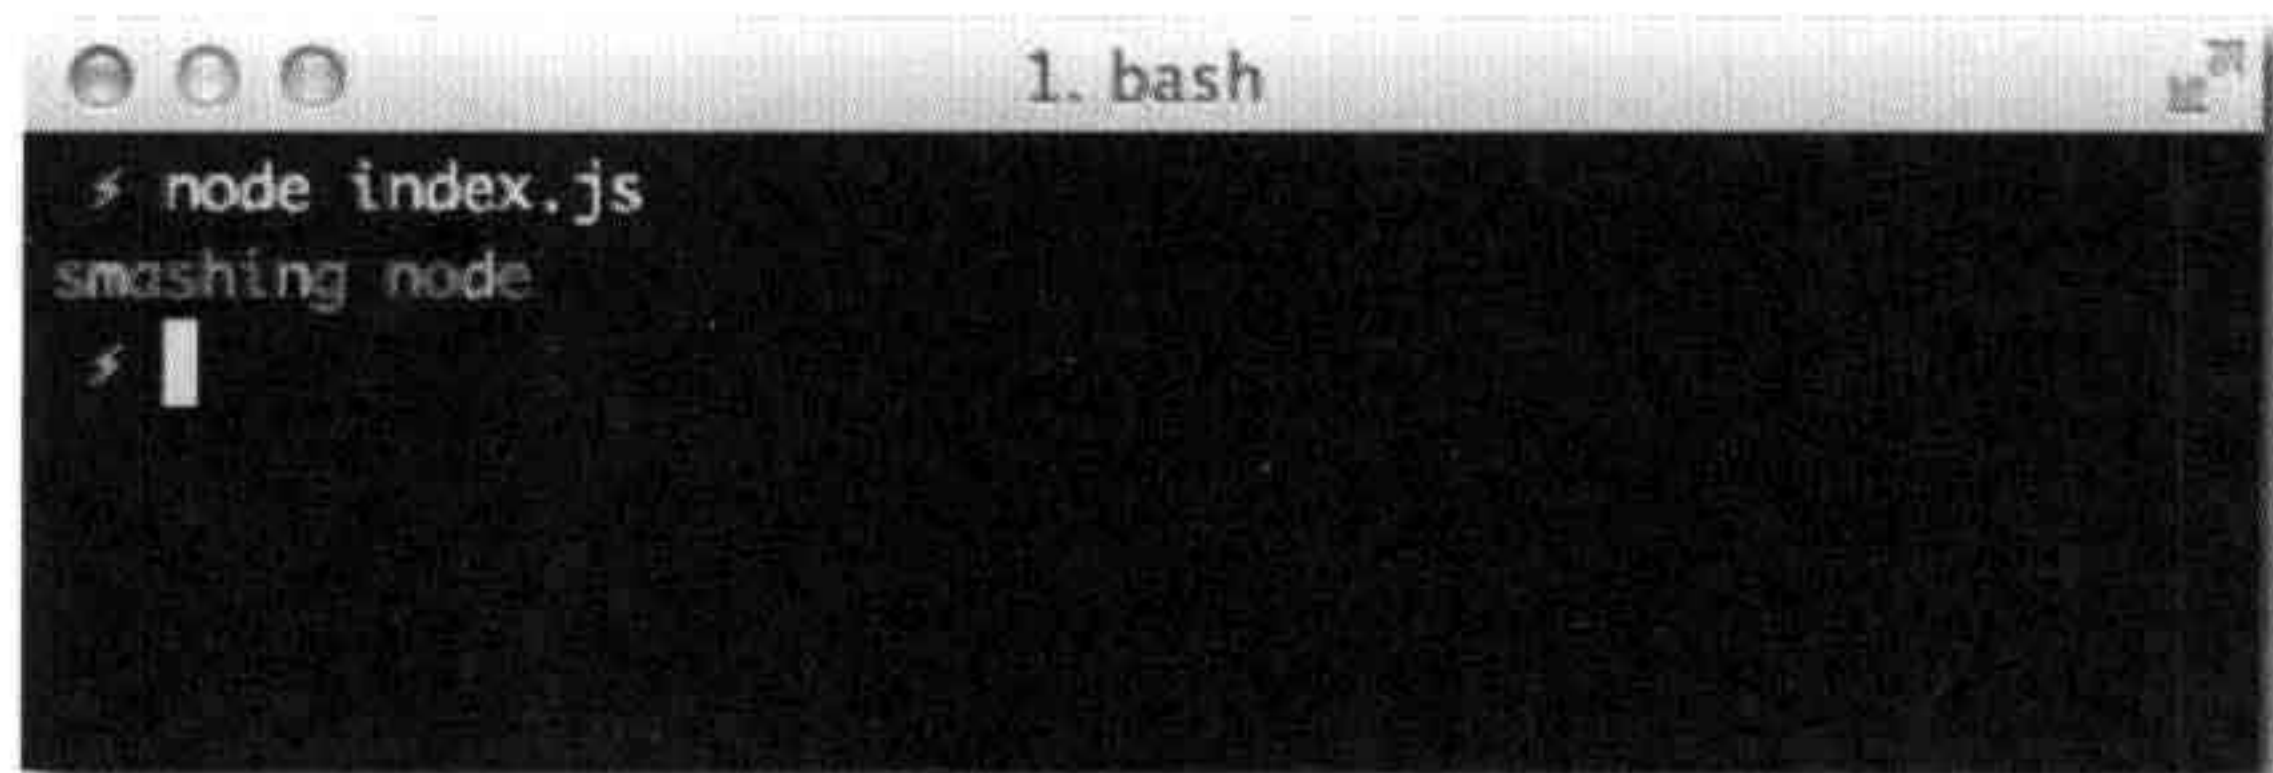 1. bash
⚡ node index.js
smashing node
⚡